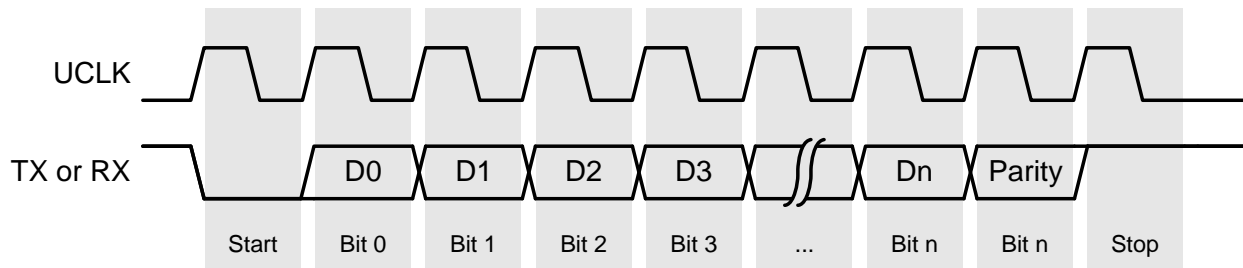 UCLK
TX or RX D0 D1 D2 D3 Dn Parity
Start Bit 0 Bit 1 Bit 2 Bit 3 ... Bit n Bit n Stop